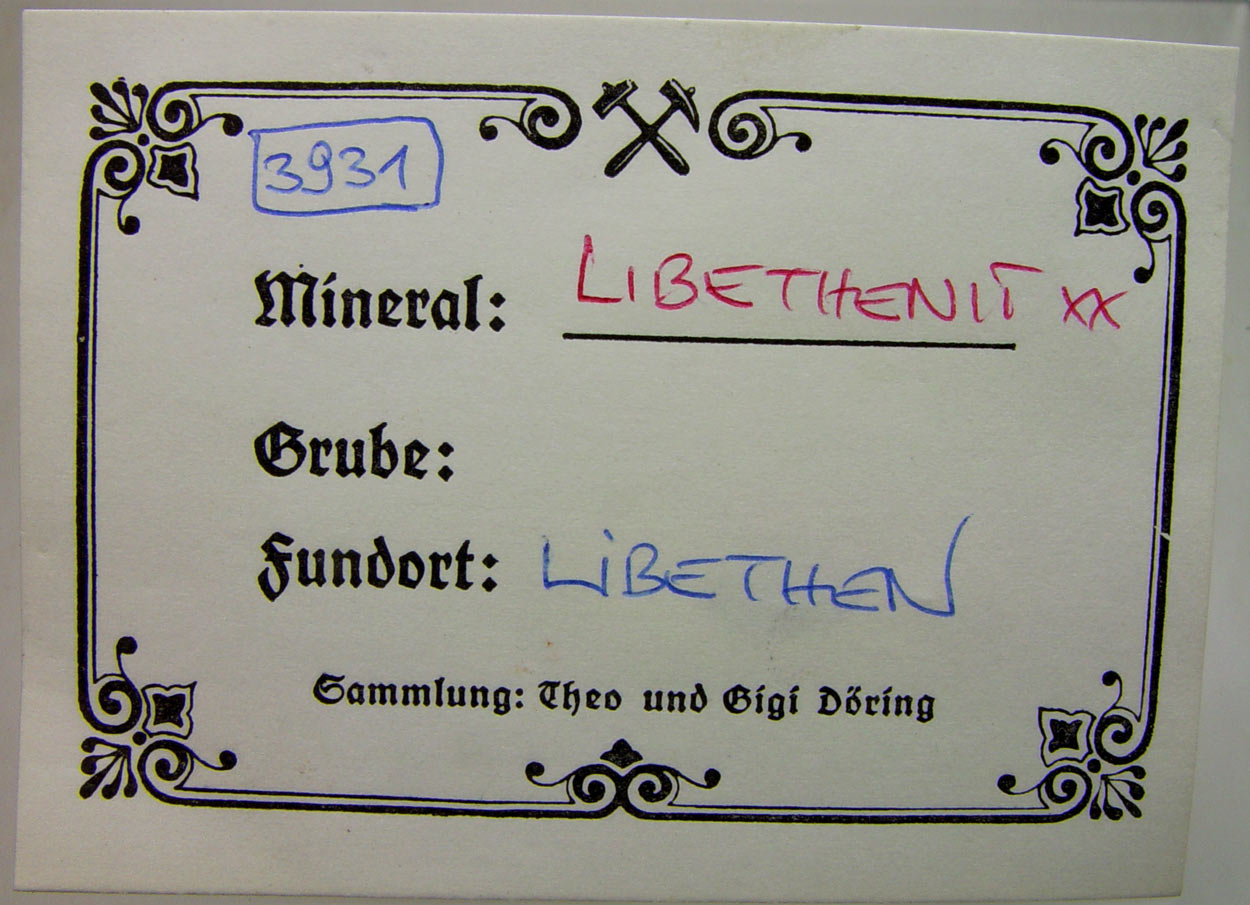 3931
Mineral: LIBETHENIT xx
Grube:
Fundort: LiBETHEN
Sammlung: Theo und Gigi Döring